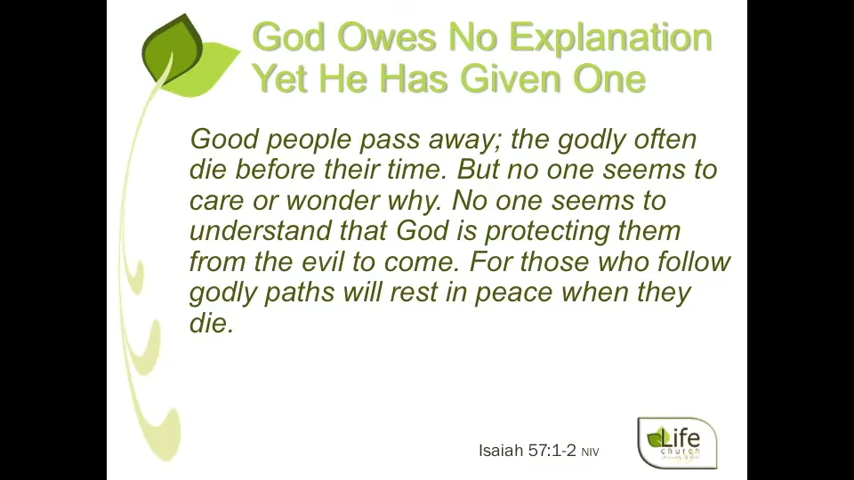 God Owes No Explanation
Yet He Has Given One
Good people pass away; the godly often
die before their time. But no one seems to
care or wonder why. No one seems to
understand that God is protecting them
from the evil to come. For those who follow
godly paths will rest in peace when they
die.
Isaiah 57:1-2 NIV
Life
church